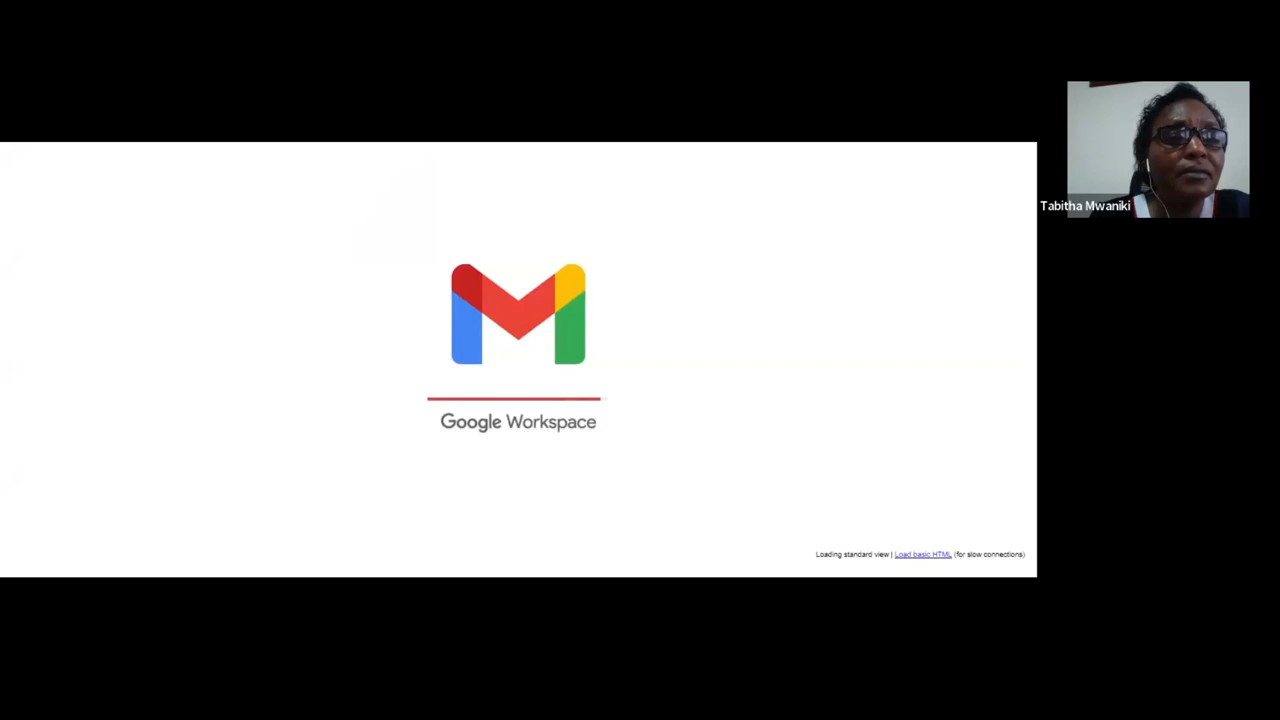 Tabitha Mwaniki
Google Workspace
Loading standard view | Load basic HTML (for slow connections)